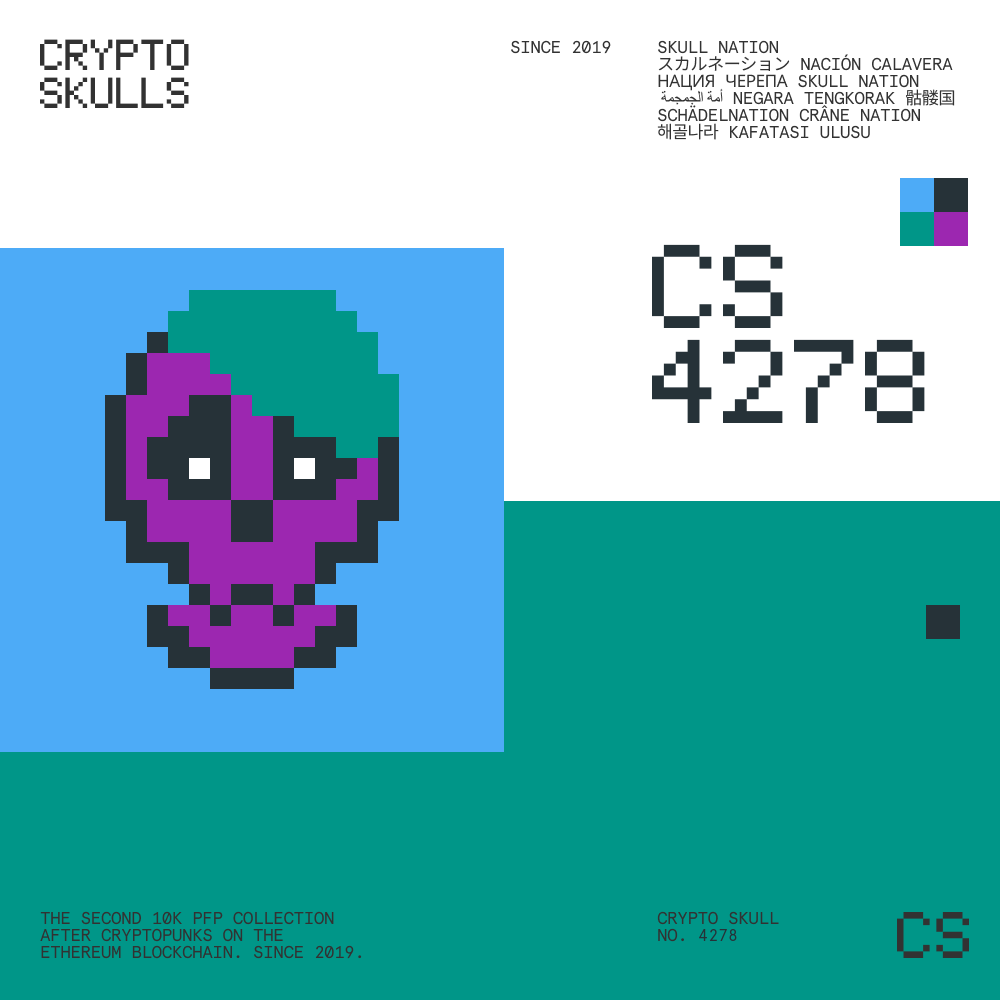 CRYPTO
SKULLS
SINCE 2019
SKULL NATION
スカルネーション NACIÓN CALAVERA
НАЦИЯ ЧЕРЕПА SKULL NATION
أمة الجمجمة NEGARA TENGKORAK 骷髅国
SCHÄDELNATION CRÂNE NATION
해골나라 KAFATASI ULUSU
CS
4278
THE SECOND 10K PFP COLLECTION
AFTER CRYPTOPUNKS ON THE
ETHEREUM BLOCKCHAIN. SINCE 2019.
CRYPTO SKULL
NO. 4278
CS